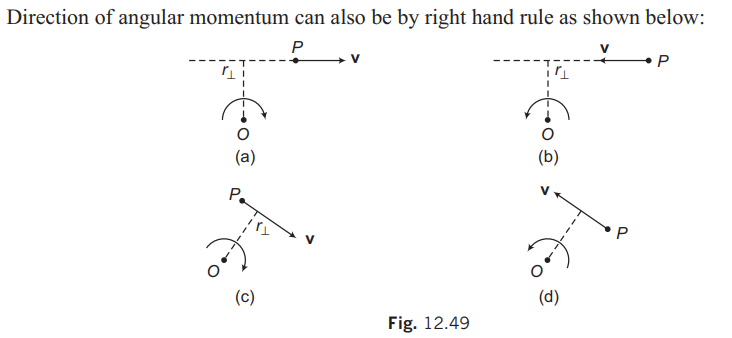 Direction of angular momentum can also be by right hand rule as shown below:
P
v
r⊥
O
(a)
v
P
r⊥
O
(b)
P
r⊥
v
O
(c)
v
P
O
(d)
Fig. 12.49